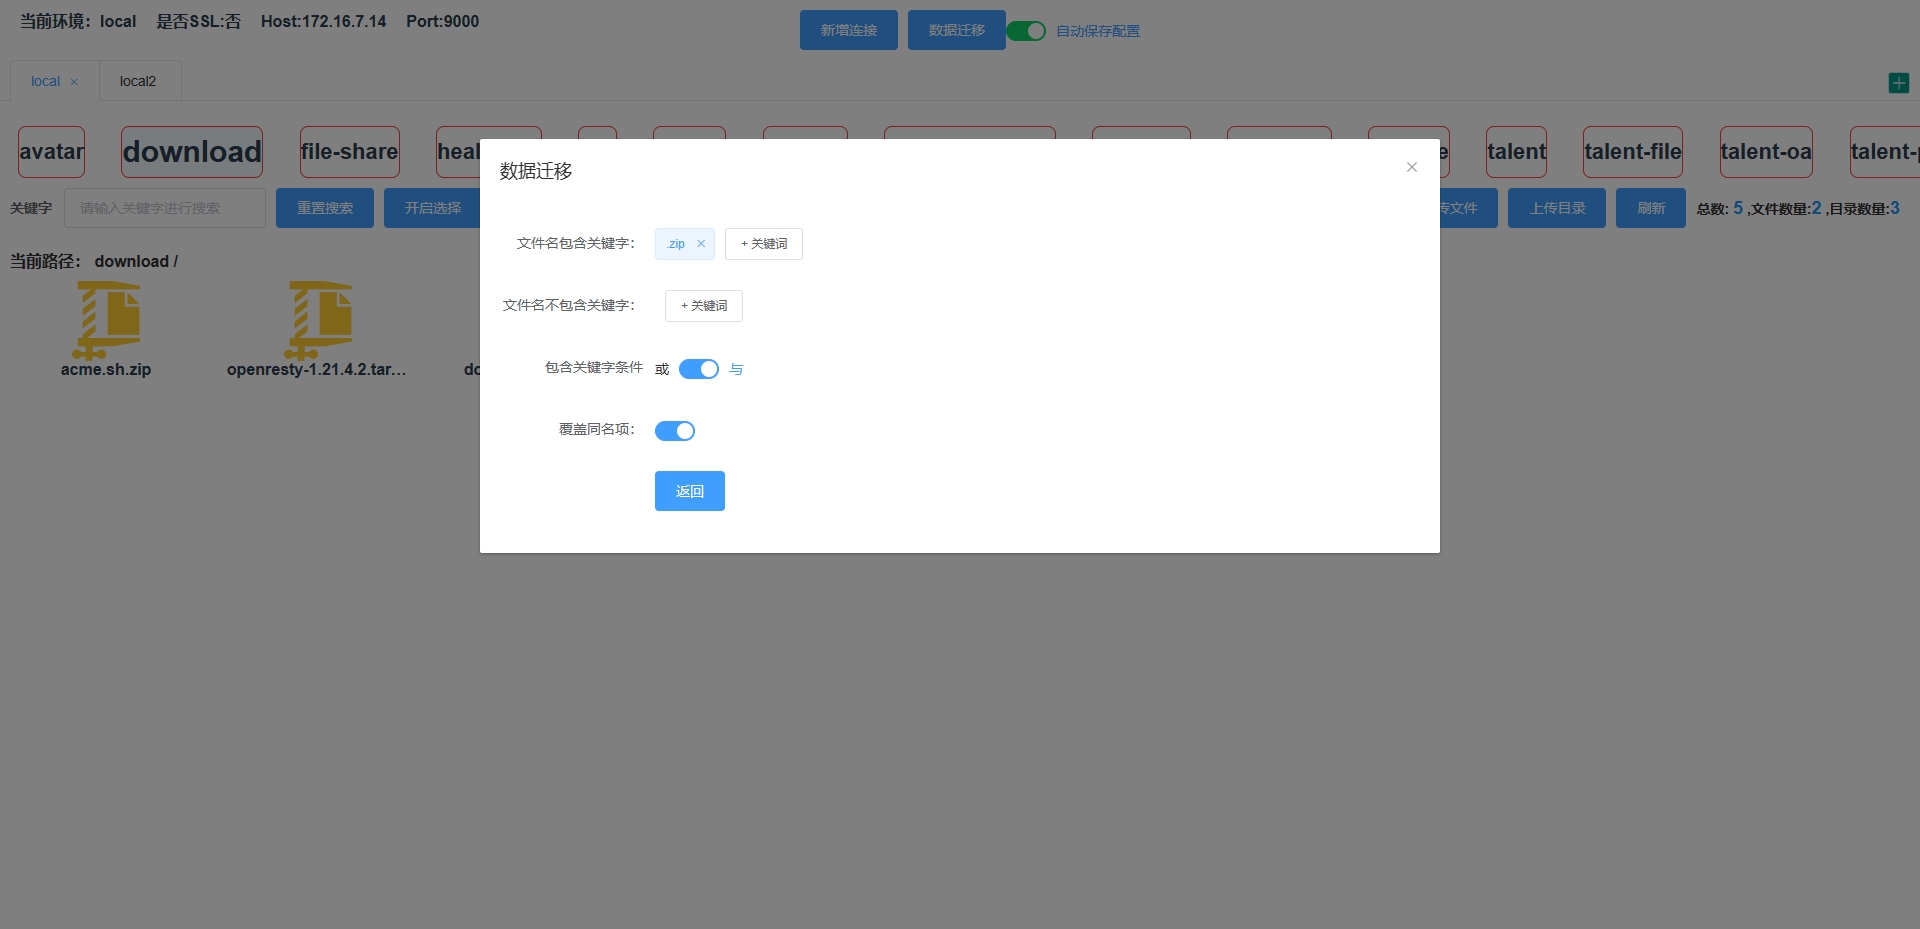 当前环境：local 是否SSL:否 Host:172.16.7.14 Port:9000
新增连接 数据迁移 自动保存配置
local local2
avatar download file-share talent talent-file talent-oa
关键字 请输入关键字进行搜索 重置搜索 开启选择 传文件 上传目录 刷新 总数: 5 ,文件数量:2 ,目录数量:3
当前路径： download /
acme.sh.zip openresty-1.21.4.2.tar...
数据迁移
文件名包含关键字： .zip + 关键词
文件名不包含关键字： + 关键词
包含关键字条件 或 与
覆盖同名项：
返回